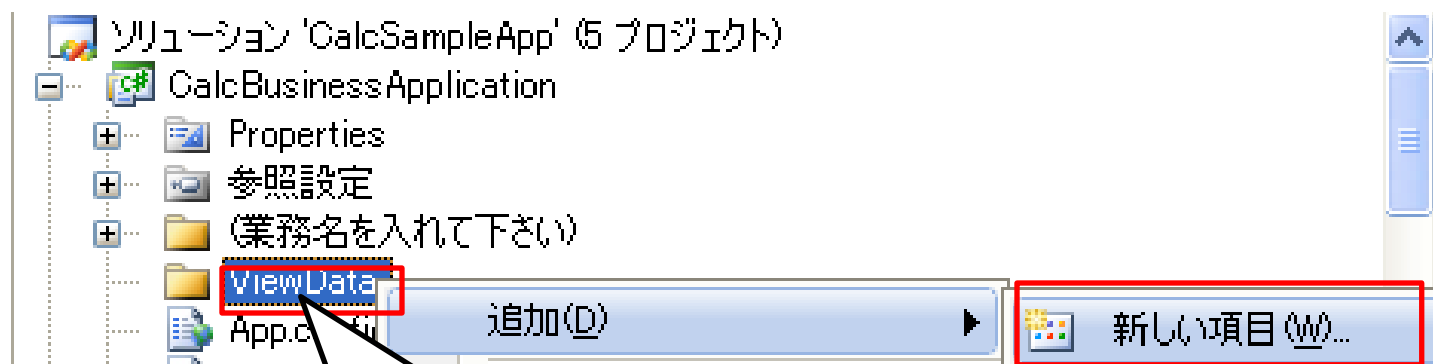 ソリューション 'CalcSampleApp' (5 プロジェクト)
CalcBusinessApplication
Properties
参照設定
(業務名を入れて下さい)
ViewData
追加(D)
新しい項目(W)...